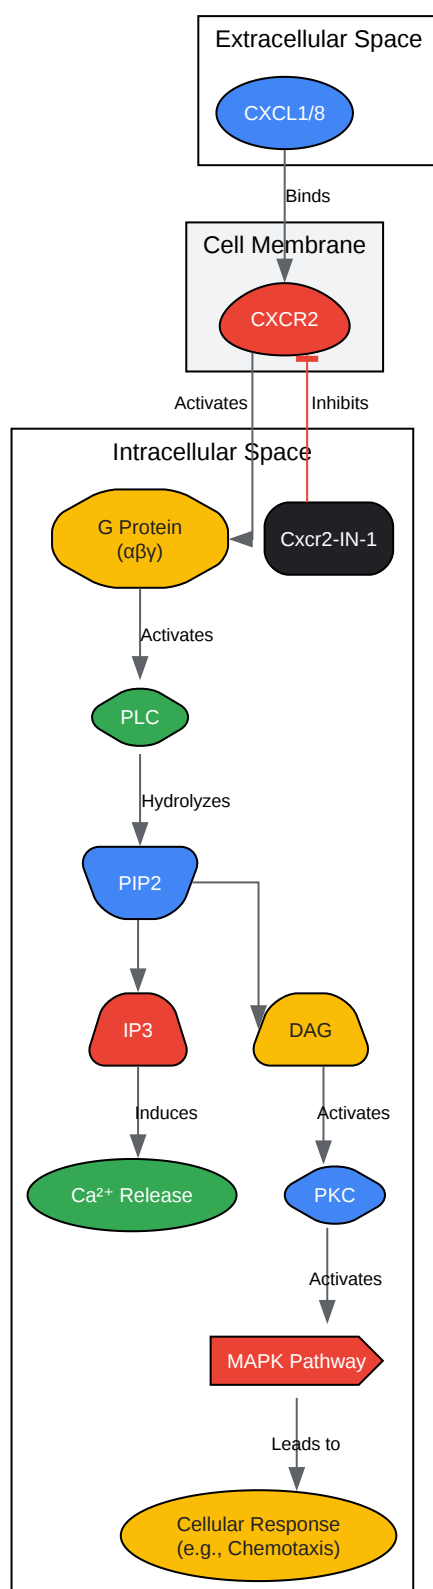 Extracellular Space
CXCL1/8
Binds
Cell Membrane
CXCR2
Activates
Inhibits
Intracellular Space
G Protein
(αβγ)
Cxcr2-IN-1
Activates
PLC
Hydrolyzes
PIP2
IP3
DAG
Induces
Activates
Ca²⁺ Release
PKC
Activates
MAPK Pathway
Leads to
Cellular Response
(e.g., Chemotaxis)